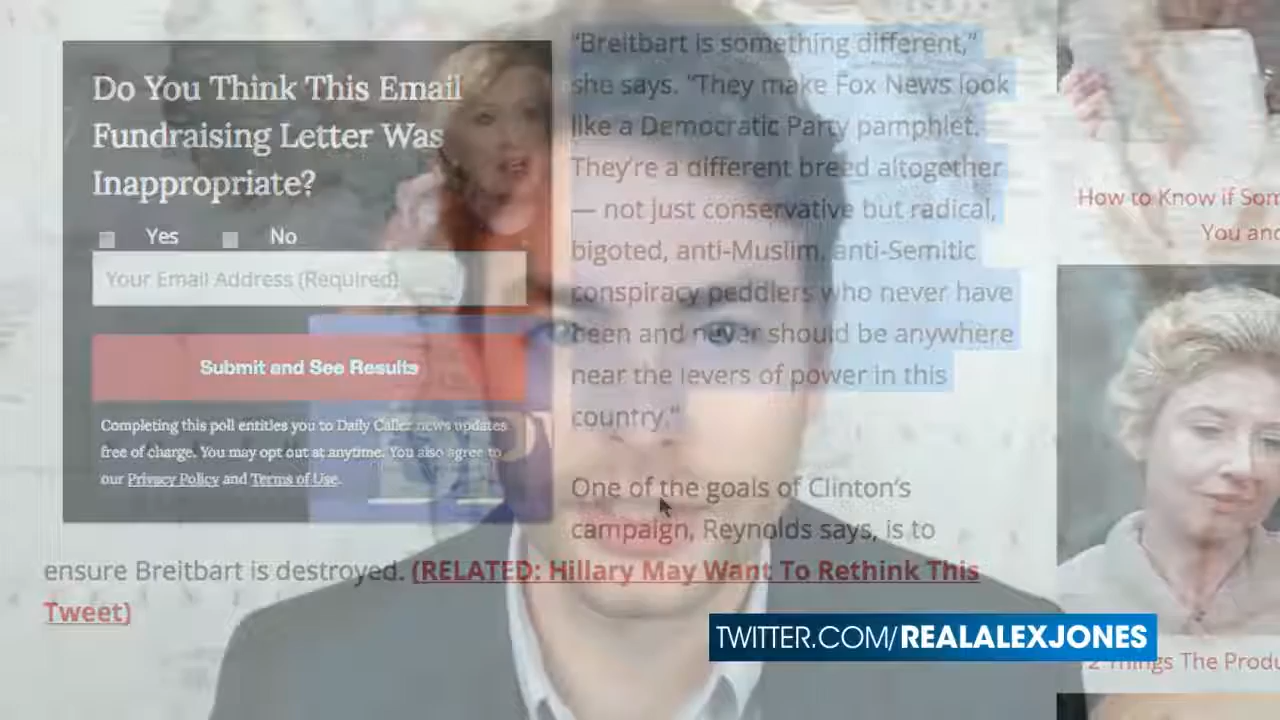 Do You Think This Email
Fundraising Letter Was
Inappropriate?
Yes No
Your Email Address (Required)
Submit and See Results
Completing this poll entitles you to Daily Caller news updates
free of charge. You may opt out at anytime. You also agree to
our Privacy Policy and Terms of Use.
“Breitbart is something different,”
she says. “They make Fox News look
like a Democratic Party pamphlet.
They’re a different breed altogether
— not just conservative but radical,
bigoted, anti-Muslim, anti-Semitic
conspiracy peddlers who never have
been and never should be anywhere
near the levers of power in this
country.”
One of the goals of Clinton’s
campaign, Reynolds says, is to
ensure Breitbart is destroyed. (RELATED: Hillary May Want To Rethink This
Tweet)
How to Know if Som
You and
TWITTER.COM/REALALEXJONES
2 Things The Produ